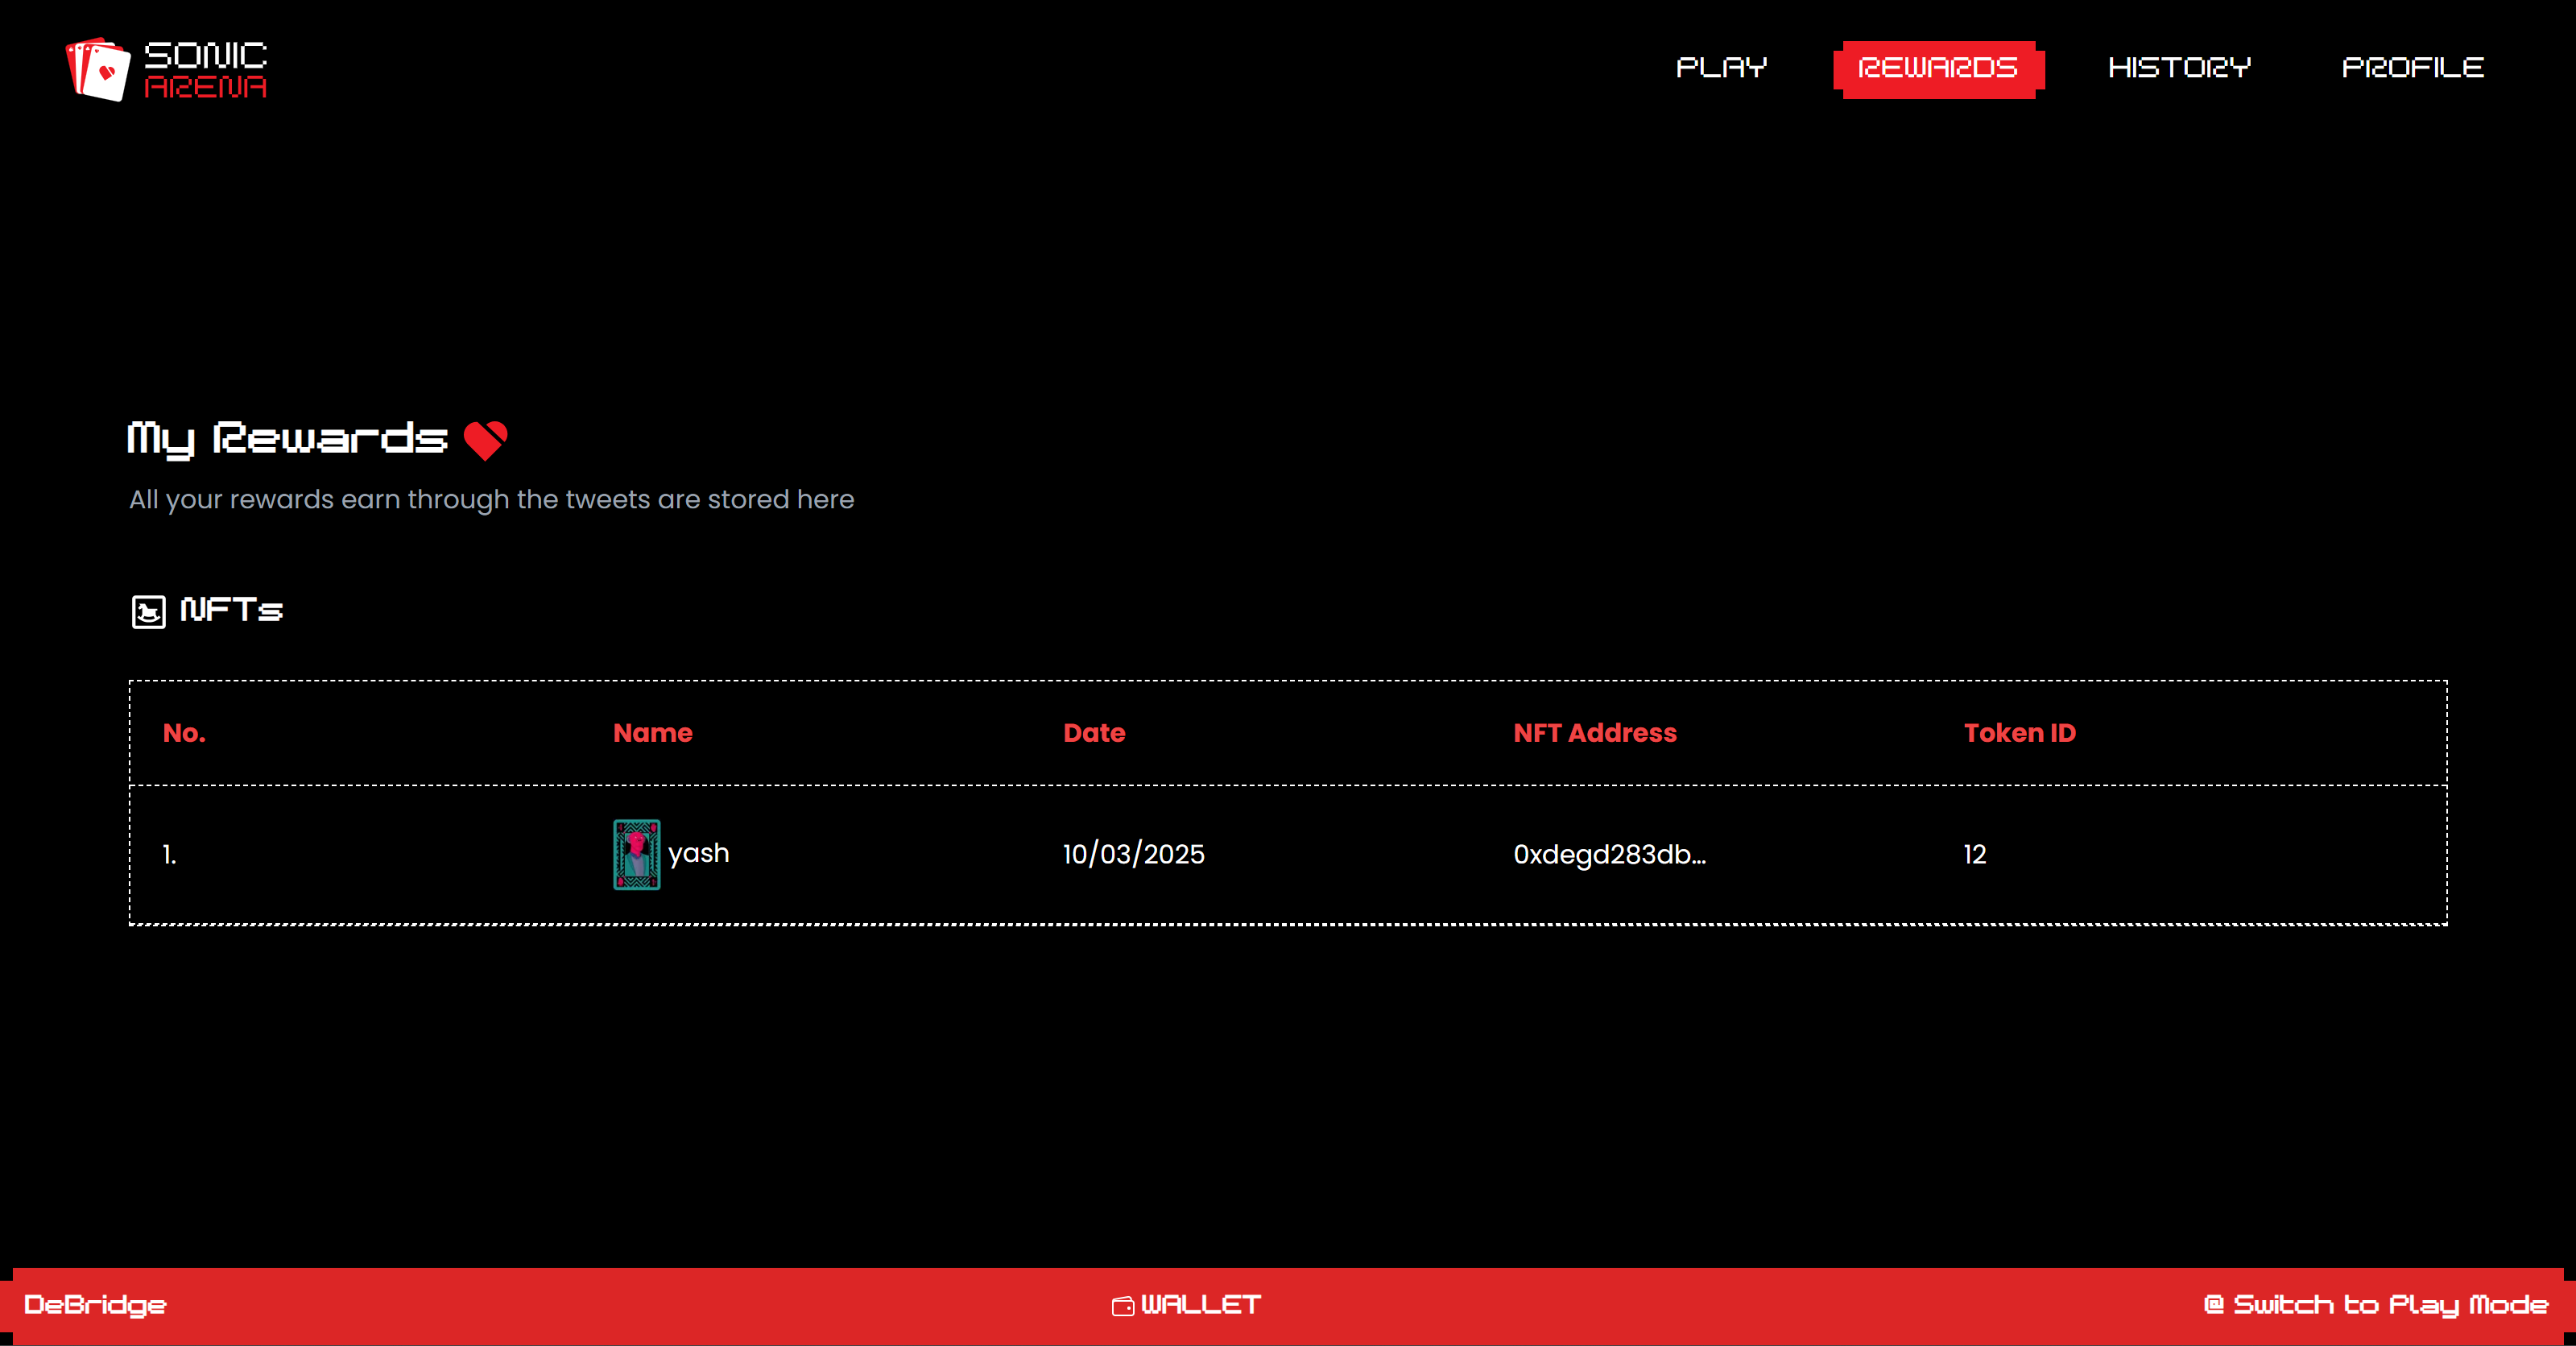 SONIC
ARENA
PLAY REWARDS HISTORY PROFILE
My Rewards
All your rewards earn through the tweets are stored here
NFTs
No. Name Date NFT Address Token ID
1. yash 10/03/2025 0xdegd283db... 12
DeBridge WALLET @ Switch to Play Mode